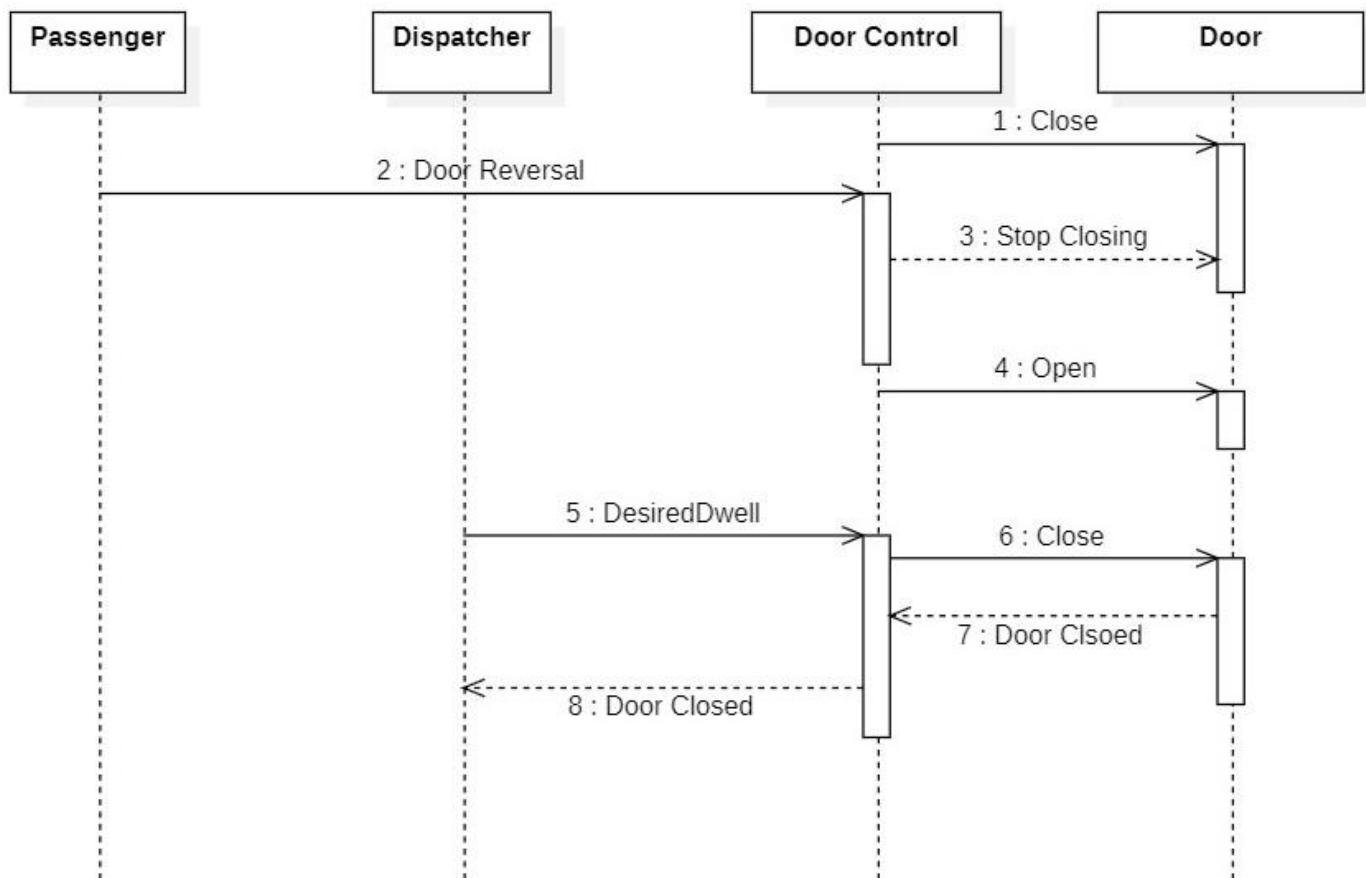 Passenger
Dispatcher
Door Control
Door
1 : Close
2 : Door Reversal
3 : Stop Closing
4 : Open
5 : DesiredDwell
6 : Close
7 : Door Clsoed
8 : Door Closed